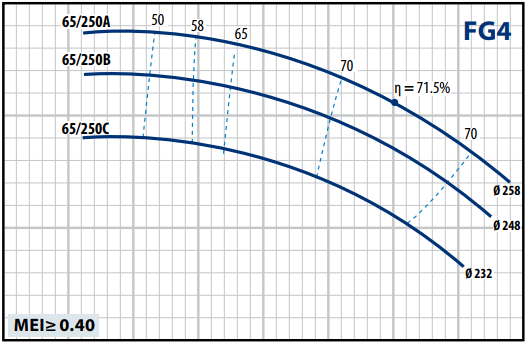 65/250A
50
58
65
FG4
65/250B
70
η = 71.5%
65/250C
70
Ø 258
Ø 248
Ø 232
MEI≥ 0.40